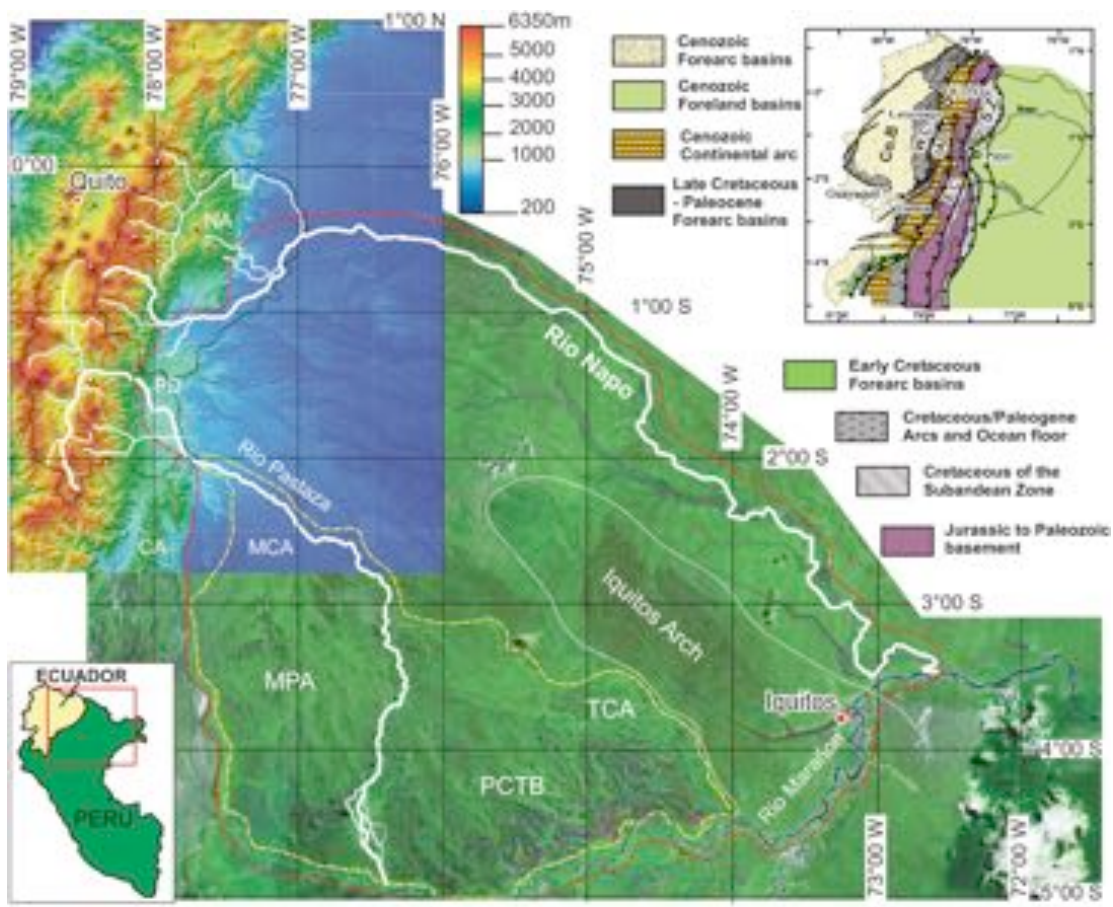 79°00' W
78°00' W
77°00' W
1°00' N
76°00' W
6350m
5000
4000
3000
2000
1000
200
0°00'
Quito
NA
75°00' W
1°00' S
Rio Napo
74°00' W
2°00' S
Rio Pastaza
CA
MCA
Iquitos Arch
3°00 S
MPA
TCA
Iquitos
PCTB
Rio Marañon
4°00 S
73°00 W
72°00 W
5°00 S
Cenozoic
Forearc basins
Cenozoic
Foreland basins
Cenozoic
Continental arc
Late Cretaceous
- Paleocene
Forearc basins
Early Cretaceous
Forearc basins
Cretaceous/Paleogene
Arcs and Ocean floor
Cretaceous of the
Subandean Zone
Jurassic to Paleozoic
basement
ECUADOR
PERU